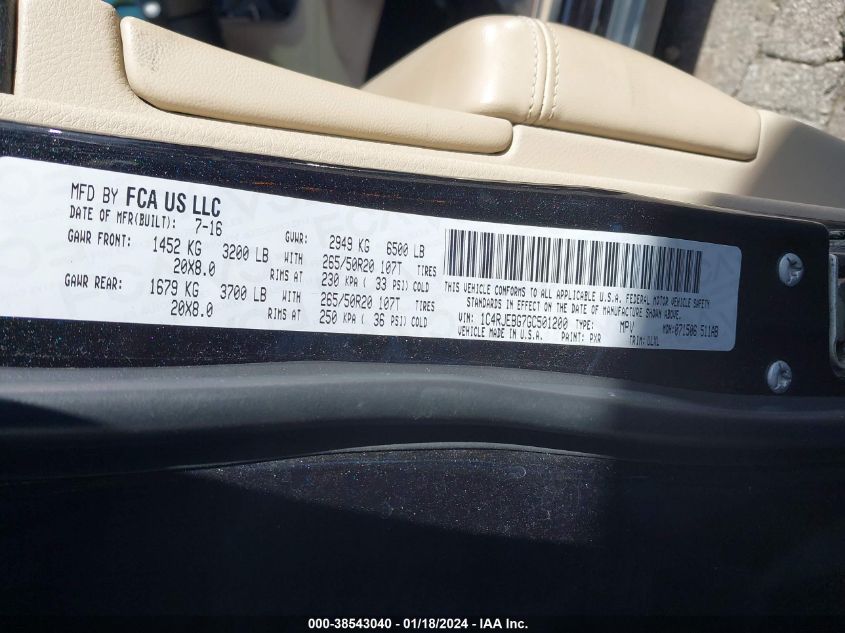 MFD BY FCA US LLC
DATE OF MFR(BUILT): 7-16
GAWR FRONT: 1452 KG 3200 LB WITH 265/50R20 107T TIRES
20X8.0 RIMS AT 230 KPA ( 33 PSI) COLD
GAWR REAR: 1679 KG 3700 LB WITH 265/50R20 107T TIRES
20X8.0 RIMS AT 250 KPA ( 36 PSI) COLD
GVWR: 2949 KG 6500 LB
THIS VEHICLE CONFORMS TO ALL APPLICABLE U.S.A. FEDERAL MOTOR VEHICLE SAFETY
STANDARDS IN EFFECT ON THE DATE OF MANUFACTURE SHOWN ABOVE.
VIN: 1C4RJEBG7GC501200 TYPE: MPV MDH:071506 511AB
VEHICLE MADE IN U.S.A. PAINT: PXR TRIM:
000-38543040 - 01/18/2024 - IAA Inc.